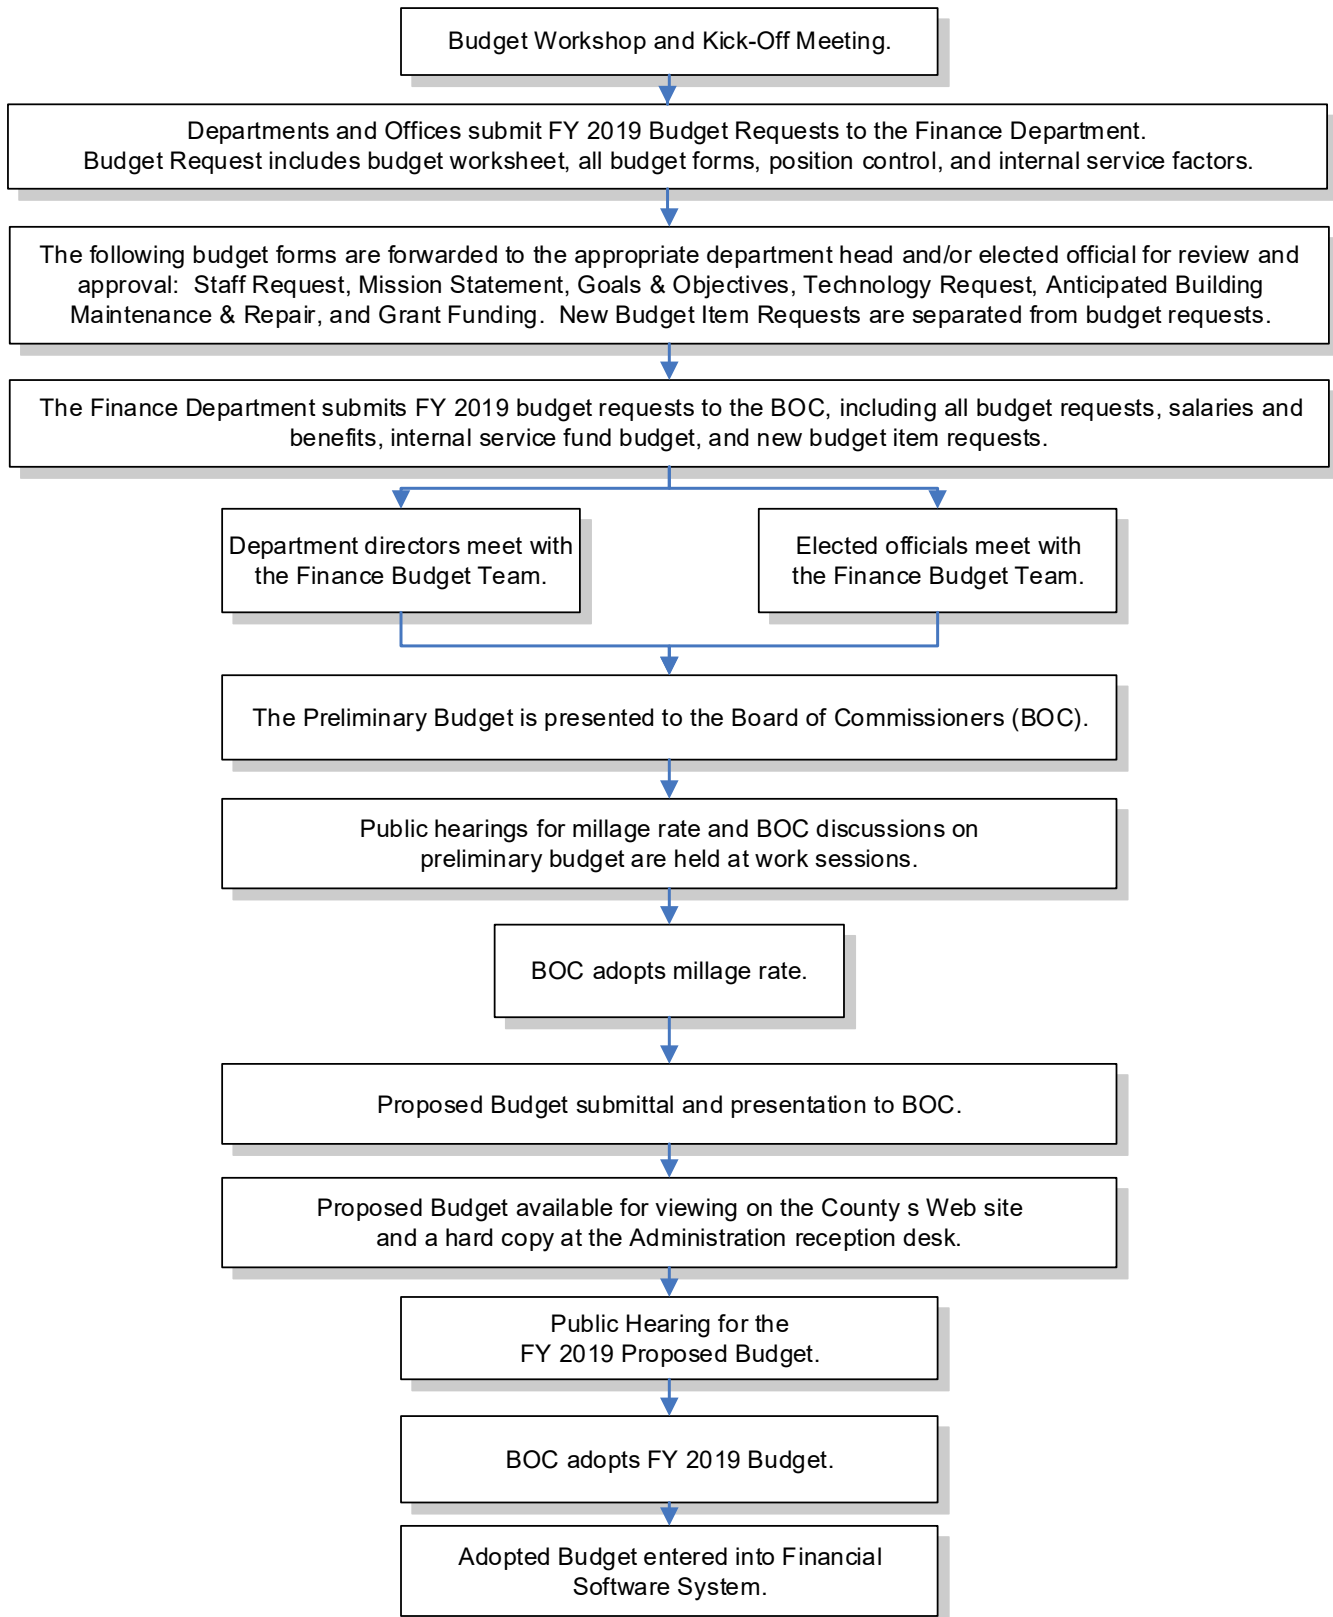 Budget Workshop and Kick-Off Meeting.
Departments and Offices submit FY 2019 Budget Requests to the Finance Department.
Budget Request includes budget worksheet, all budget forms, position control, and internal service factors.
The following budget forms are forwarded to the appropriate department head and/or elected official for review and
approval:  Staff Request, Mission Statement, Goals & Objectives, Technology Request, Anticipated Building
Maintenance & Repair, and Grant Funding.  New Budget Item Requests are separated from budget requests.
The Finance Department submits FY 2019 budget requests to the BOC, including all budget requests, salaries and
benefits, internal service fund budget, and new budget item requests.
Department directors meet with
the Finance Budget Team.
Elected officials meet with
the Finance Budget Team.
The Preliminary Budget is presented to the Board of Commissioners (BOC).
Public hearings for millage rate and BOC discussions on
preliminary budget are held at work sessions.
BOC adopts millage rate.
Proposed Budget submittal and presentation to BOC.
Proposed Budget available for viewing on the County s Web site
and a hard copy at the Administration reception desk.
Public Hearing for the
FY 2019 Proposed Budget.
BOC adopts FY 2019 Budget.
Adopted Budget entered into Financial
Software System.